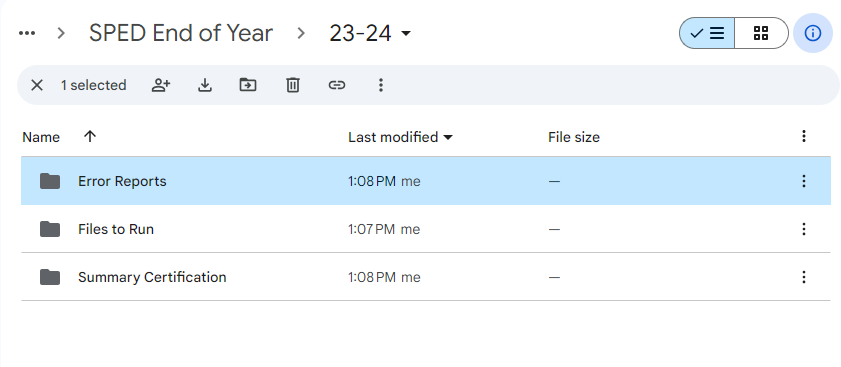 SPED End of Year 23-24
1 selected
Name Last modified File size
Error Reports 1:08 PM me —
Files to Run 1:07 PM me —
Summary Certification 1:08 PM me —